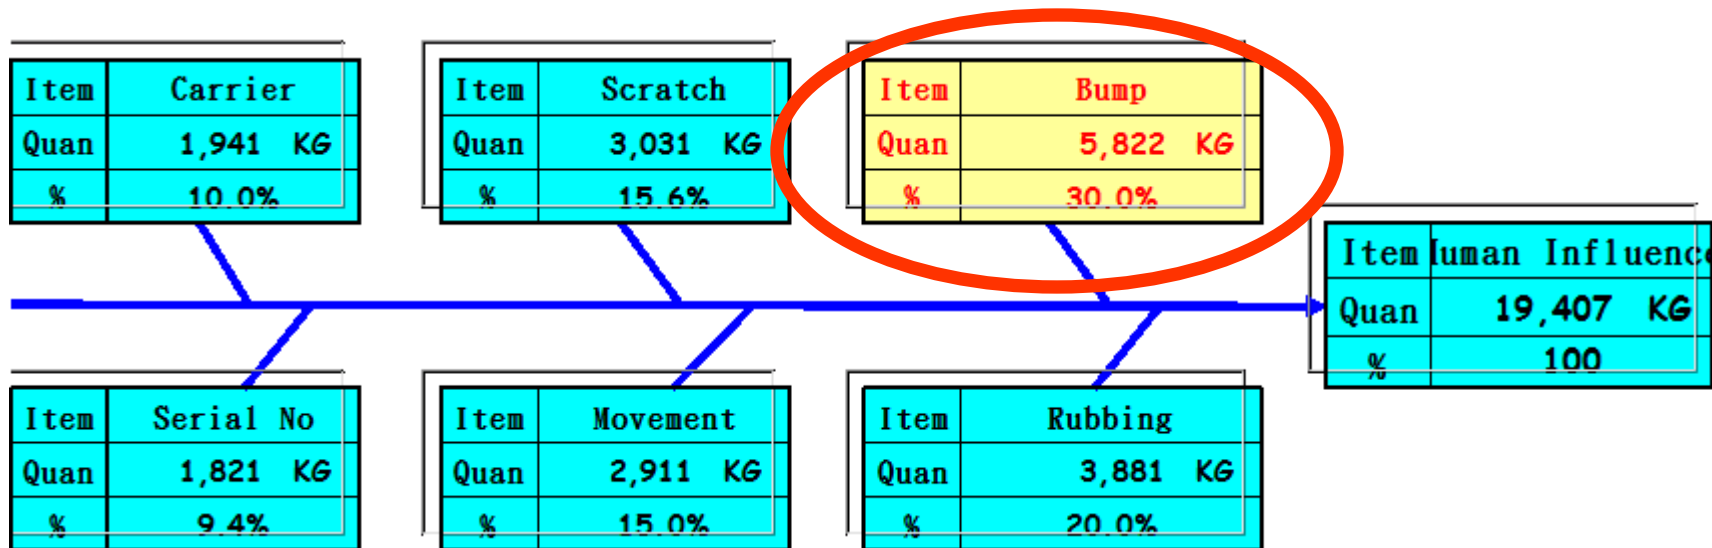 Item Carrier
Quan 1,941 KG
% 10.0%
Item Scratch
Quan 3,031 KG
% 15.6%
Item Bump
Quan 5,822 KG
% 30.0%
Item uman Influenc
Quan 19,407 KG
% 100
Item Serial No
Quan 1,821 KG
% 9.4%
Item Movement
Quan 2,911 KG
% 15.0%
Item Rubbing
Quan 3,881 KG
% 20.0%